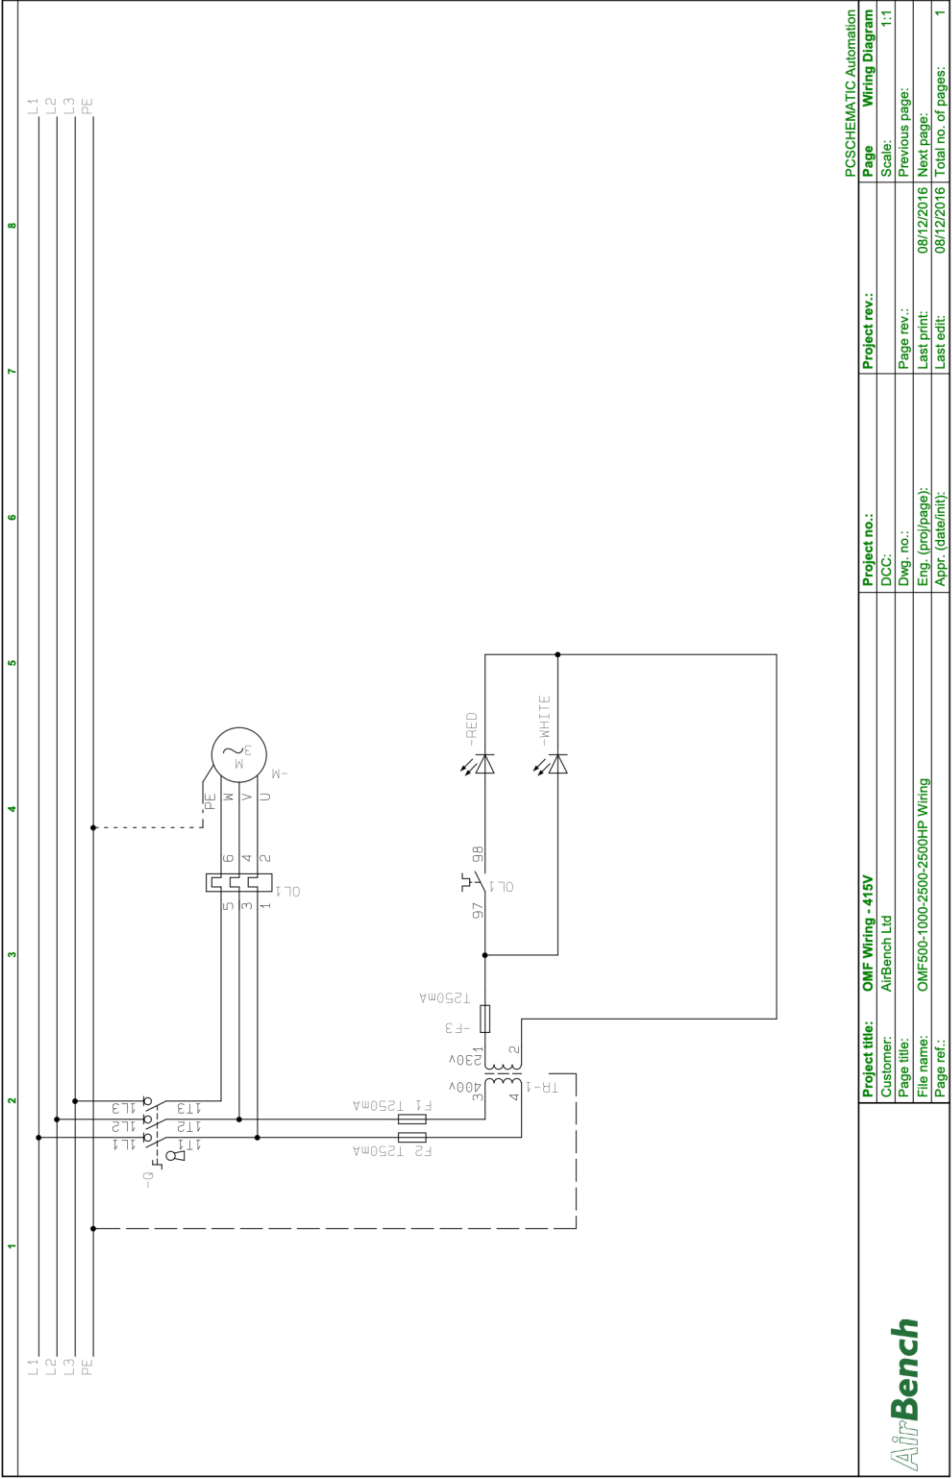 1
2
3
4
5
6
7
8
L1
L2
L3
PE
L1
L2
L3
PE
-Q
1L1
1L2
1L3
1T1
1T2
1T3
F2 T250mA
F1 T250mA
5
3
1
6
4
2
OL1
PE
W
V
U
M
3
-M
3
4
400v
230v
1
2
TR-1
-F3
T250mA
97
98
OL1
-RED
-WHITE
PCSCHEMATIC Automation
AirBench
Project title: OMF Wiring - 415V
Customer: AirBench Ltd
Page title:
File name: OMF500-1000-2500-2500HP Wiring
Page ref.:
Project no.:
DCC:
Dwg. no.:
Eng. (proj/page):
Appr. (date/init):
Project rev.:
Page rev.:
Last print: 08/12/2016
Last edit: 08/12/2016
Page Wiring Diagram
Scale: 1:1
Previous page:
Next page:
Total no. of pages: 1